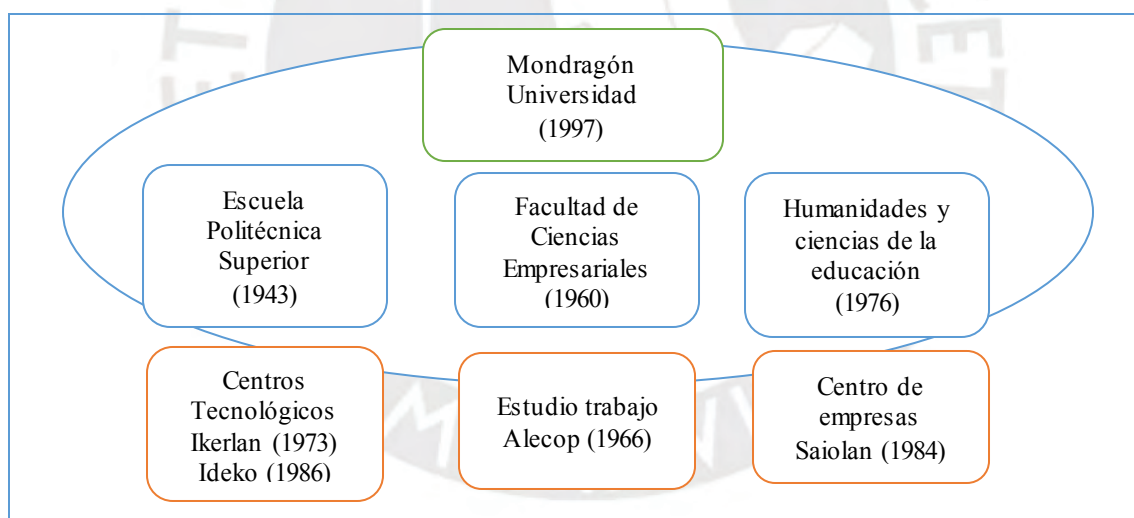 Mondragón
Universidad
(1997)
Escuela
Politécnica
Superior
(1943)
Facultad de
Ciencias
Empresariales
(1960)
Humanidades y
ciencias de la
educación
(1976)
Centros
Tecnológicos
Ikerlan (1973)
Ideko (1986)
Estudio trabajo
Alecop (1966)
Centro de
empresas
Saiolan (1984)